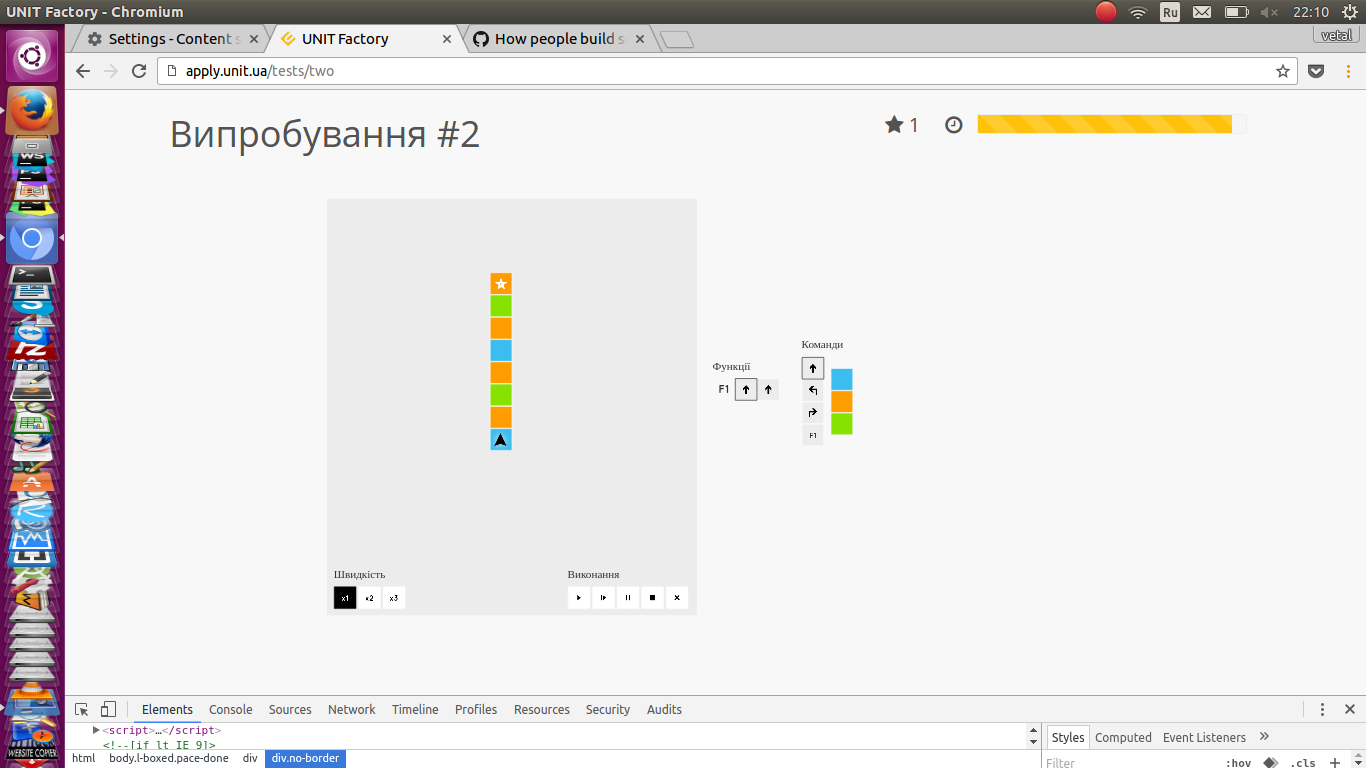 UNIT Factory - Chromium
Ru
22:10
Settings - Content s
UNIT Factory
How people build s
vetal
apply.unit.ua/tests/two
Випробування #2
1
Команди
Функції
F1
F1
Швидкість
Виконання
x1 x2 x3
Elements Console Sources Network Timeline Profiles Resources Security Audits
<script>…</script>
<!--[if lt IE 9]>
Styles Computed Event Listeners »
html body.l-boxed.pace-done div div.no-border
Filter :hov .cls +
WEBSITE COPIER